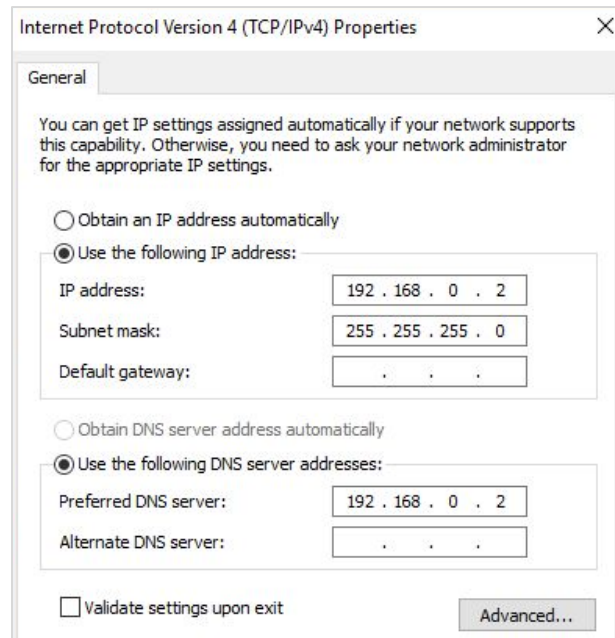 Internet Protocol Version 4 (TCP/IPv4) Properties
General
You can get IP settings assigned automatically if your network supports
this capability. Otherwise, you need to ask your network administrator
for the appropriate IP settings.
Obtain an IP address automatically
Use the following IP address:
IP address: 192 . 168 . 0 . 2
Subnet mask: 255 . 255 . 255 . 0
Default gateway: . . .
Obtain DNS server address automatically
Use the following DNS server addresses:
Preferred DNS server: 192 . 168 . 0 . 2
Alternate DNS server: . . .
Validate settings upon exit
Advanced...